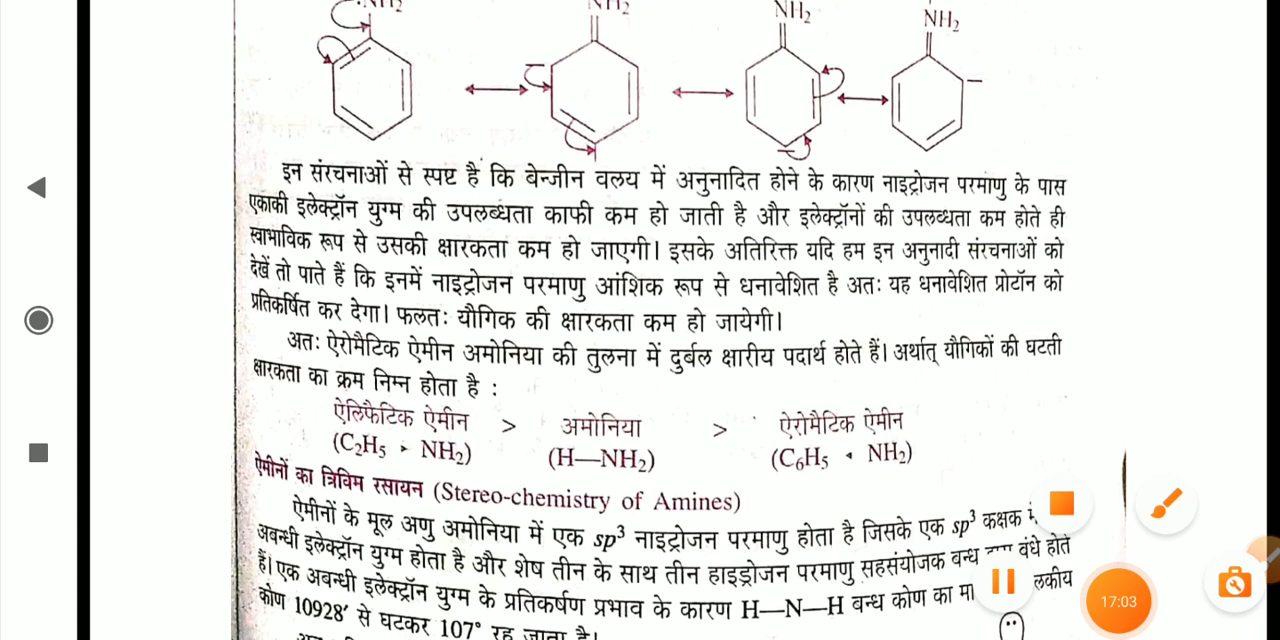 NH₂ NH₂ NH₂ NH₂
इन संरचनाओं से स्पष्ट है कि बेन्जीन वलय में अनुनादित होने के कारण नाइट्रोजन परमाणु के पास
एकाकी इलेक्ट्रॉन युग्म की उपलब्धता काफी कम हो जाती है और इलेक्ट्रॉनों की उपलब्धता कम होते ही
स्वाभाविक रूप से उसकी क्षारकता कम हो जाएगी। इसके अतिरिक्त यदि हम इन अनुनादी संरचनाओं को
देखें तो पाते हैं कि इनमें नाइट्रोजन परमाणु आंशिक रूप से धनावेशित है अतः यह धनावेशित प्रोटॉन को
प्रतिकर्षित कर देगा। फलतः यौगिक की क्षारकता कम हो जायेगी।
अतः ऐरोमैटिक ऐमीन अमोनिया की तुलना में दुर्बल क्षारीय पदार्थ होते हैं। अर्थात् यौगिकों की घटती
क्षारकता का क्रम निम्न होता है :
ऐलिफैटिक ऐमीन > अमोनिया > ऐरोमैटिक ऐमीन
(C₂H₅ ➤ NH₂) (H—NH₂) (C₆H₅ ◂ NH₂)
ऐमीनों का त्रिविम रसायन (Stereo-chemistry of Amines)
ऐमीनों के मूल अणु अमोनिया में एक sp³ नाइट्रोजन परमाणु होता है जिसके एक sp³ कक्षक
अबन्धी इलेक्ट्रॉन युग्म होता है और शेष तीन के साथ तीन हाइड्रोजन परमाणु सहसंयोजक बन्ध बंधे होते
हैं। एक अबन्धी इलेक्ट्रॉन युग्म के प्रतिकर्षण प्रभाव के कारण H—N—H बन्ध कोण का मा लकीय
कोण 10928′ से घटकर 107° रह जाता है।
17:03